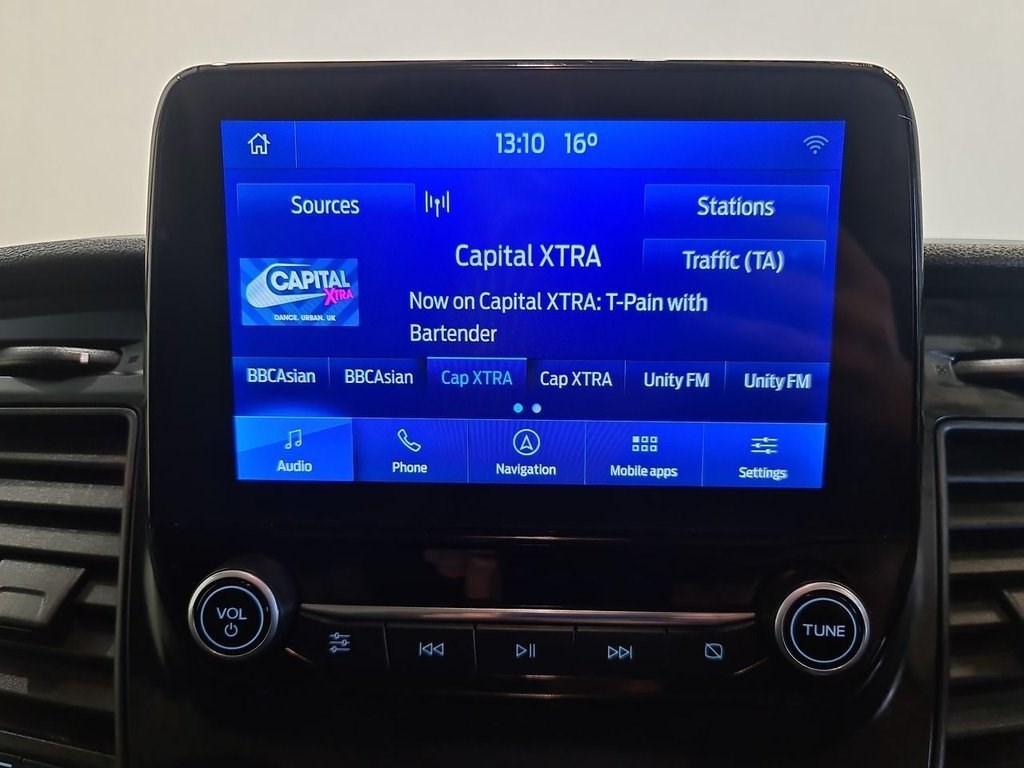 13:10 16º
Sources
Stations
Capital XTRA
Traffic (TA)
CAPITAL
XTRA
DANCE. URBAN. UK
Now on Capital XTRA: T-Pain with
Bartender
BBCAsian BBCAsian Cap XTRA Cap XTRA Unity FM Unity FM
Audio Phone Navigation Mobile apps Settings
VOL
TUNE